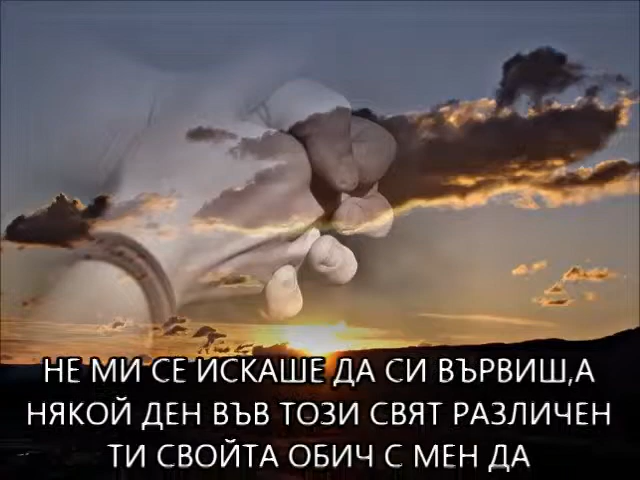 НЕ МИ СЕ ИСКАШЕ ДА СИ ВЪРВИШ,А
НЯКОЙ ДЕН ВЪВ ТОЗИ СВЯТ РАЗЛИЧЕН
ТИ СВОЙТА ОБИЧ С МЕН ДА